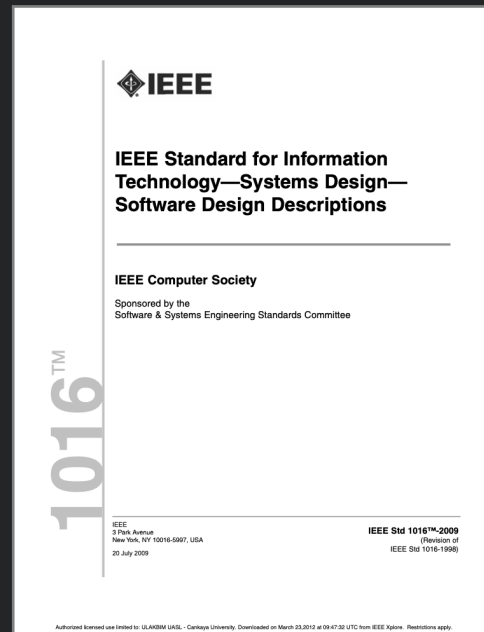 IEEE
IEEE Standard for Information
Technology—Systems Design—
Software Design Descriptions
IEEE Computer Society
Sponsored by the
Software & Systems Engineering Standards Committee
1016™
IEEE
3 Park Avenue
New York, NY 10016-5997, USA
20 July 2009
IEEE Std 1016™-2009
(Revision of
IEEE Std 1016-1998)
Authorized licensed use limited to: ULAKBIM UASL - Cankaya University. Downloaded on March 23,2012 at 09:47:32 UTC from IEEE Xplore. Restrictions apply.